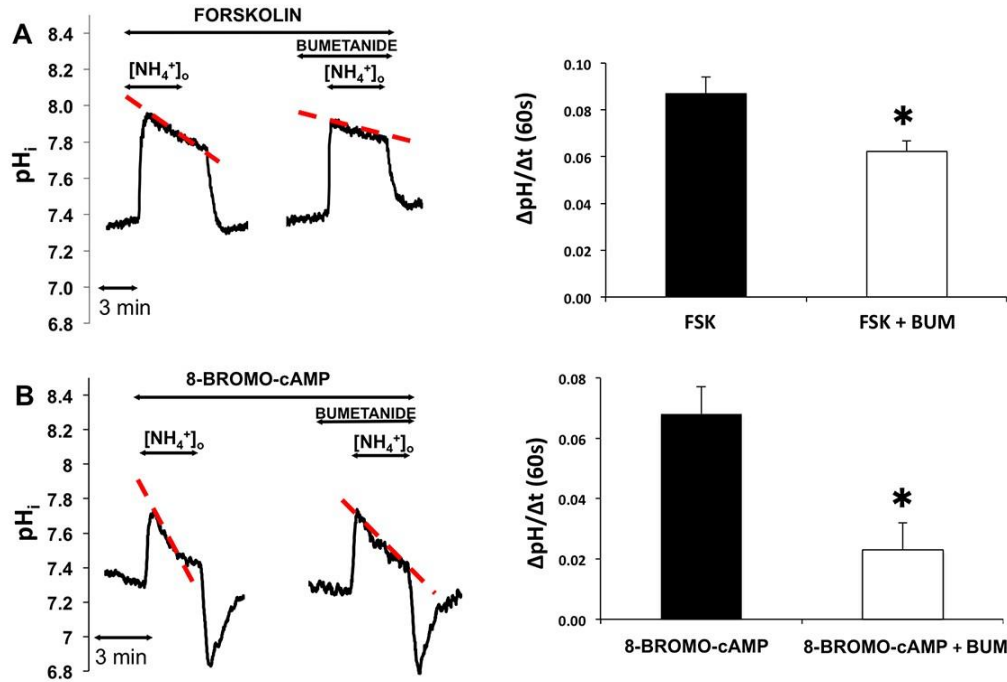 A
FORSKOLIN
BUMETANIDE
[NH4+]o
[NH4+]o
pHi
8.4
8.2
8.0
7.8
7.6
7.4
7.2
7.0
6.8
3 min
ΔpH/Δt (60s)
0.10
0.08
0.06
0.04
0.02
0.00
*
FSK
FSK + BUM
B
8-BROMO-cAMP
BUMETANIDE
[NH4+]o
[NH4+]o
pHi
8.4
8.2
8
7.8
7.6
7.4
7.2
7
6.8
3 min
ΔpH/Δt (60s)
0.08
0.06
0.04
0.02
0.00
*
8-BROMO-cAMP
8-BROMO-cAMP + BUM